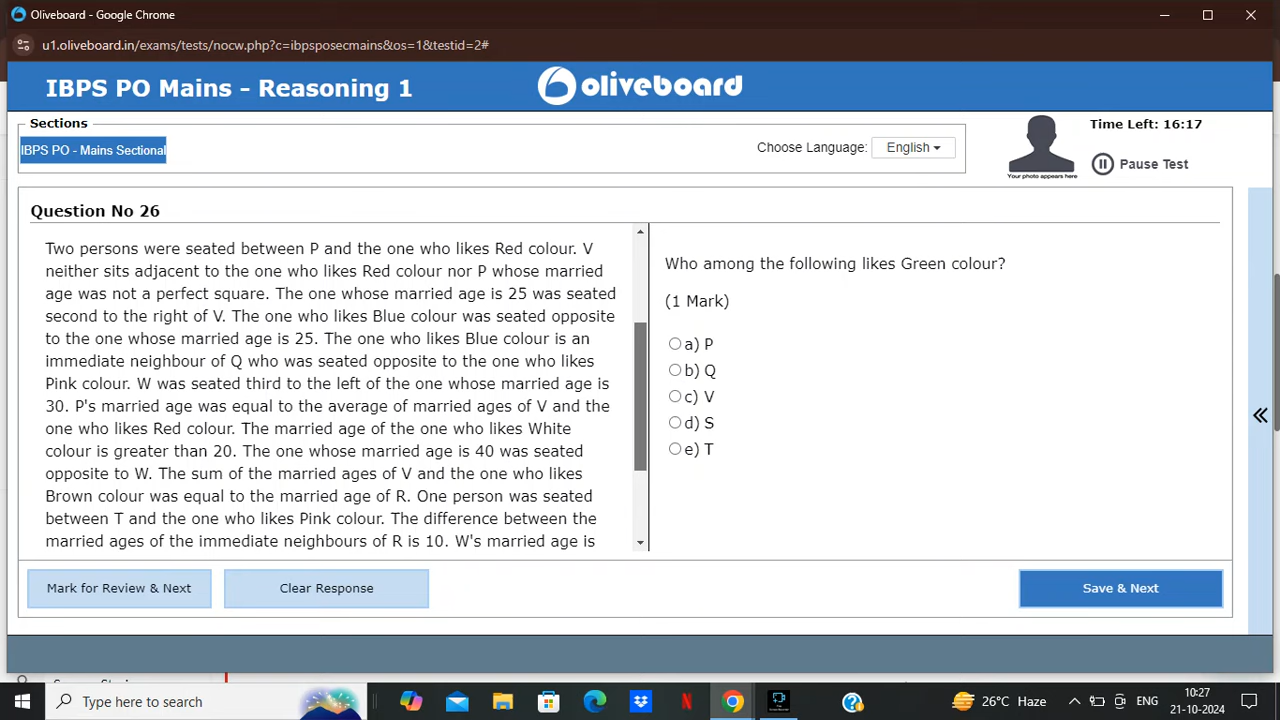 Oliveboard - Google Chrome
u1.oliveboard.in/exams/tests/nocw.php?c=ibpsposecmains&os=1&testid=2#
IBPS PO Mains - Reasoning 1
oliveboard
Sections
IBPS PO - Mains Sectional
Choose Language: English
Your photo appears here
Time Left: 16:17
Pause Test
Question No 26
Two persons were seated between P and the one who likes Red colour. V
neither sits adjacent to the one who likes Red colour nor P whose married
age was not a perfect square. The one whose married age is 25 was seated
second to the right of V. The one who likes Blue colour was seated opposite
to the one whose married age is 25. The one who likes Blue colour is an
immediate neighbour of Q who was seated opposite to the one who likes
Pink colour. W was seated third to the left of the one whose married age is
30. P's married age was equal to the average of married ages of V and the
one who likes Red colour. The married age of the one who likes White
colour is greater than 20. The one whose married age is 40 was seated
opposite to W. The sum of the married ages of V and the one who likes
Brown colour was equal to the married age of R. One person was seated
between T and the one who likes Pink colour. The difference between the
married ages of the immediate neighbours of R is 10. W's married age is
Who among the following likes Green colour?
(1 Mark)
a) P
b) Q
c) V
d) S
e) T
Mark for Review & Next
Clear Response
Save & Next
Type here to search
26°C Haze
ENG
10:27
21-10-2024